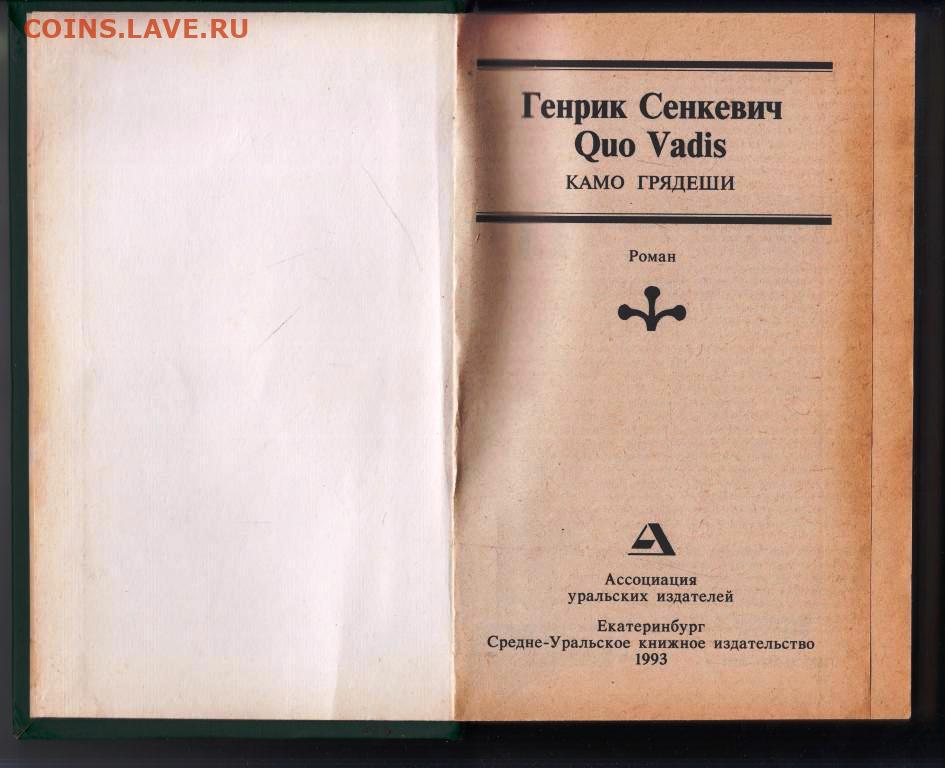 COINS.LAVE.RU
Генрик Сенкевич
Quo Vadis
КАМО ГРЯДЕШИ
Роман
Ассоциация
уральских издателей
Екатеринбург
Средне-Уральское книжное издательство
1993